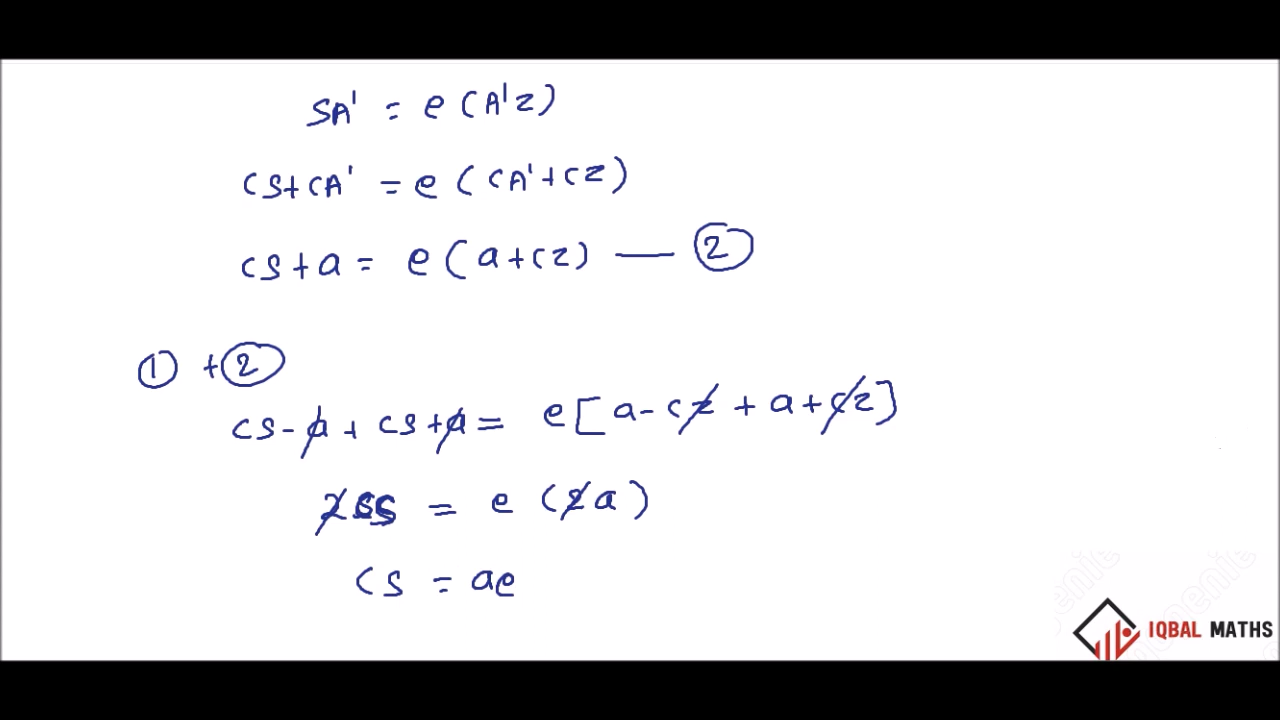 SA' = e (A'z)
cs+cA' = e (cA'+cz)
cs+a = e (a+cz) — ②
① + ②
cs-a + cs+a = e[a-cz + a+cz]
2cs = e (2a)
cs = ae
IQBAL MATHS